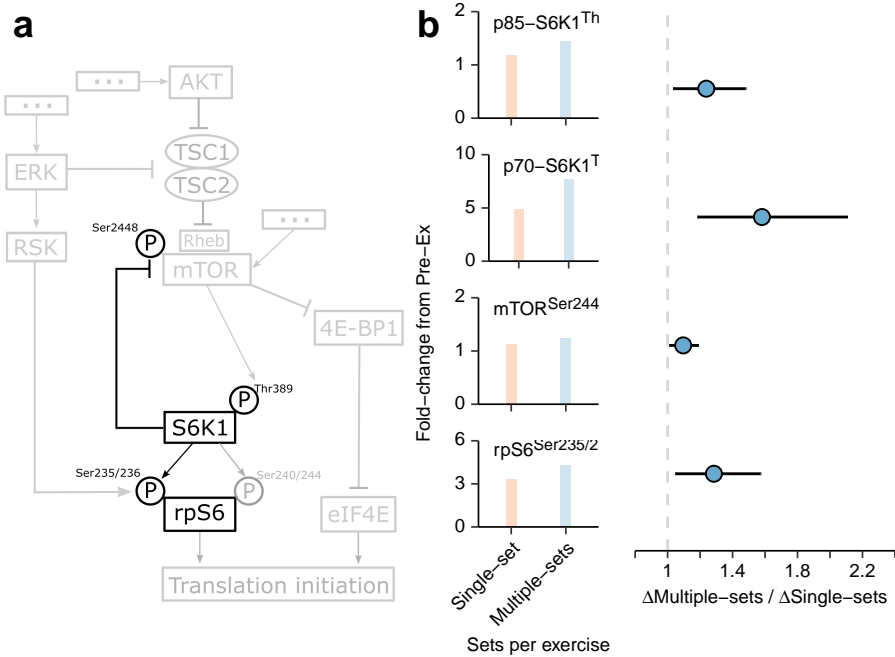 a
AKT
ERK
TSC1
TSC2
RSK
Ser2448
P
Rheb
mTOR
4E-BP1
P
Thr389
S6K1
Ser235/236
P
Ser240/244
P
rpS6
eIF4E
Translation initiation
b
Fold−change from Pre−Ex
p85−S6K1Th
2
1
0
p70−S6K1T
10
5
0
mTORSer244
2
1
0
rpS6Ser235/2
6
3
0
Single−set
Multiple−sets
Sets per exercise
1 1.4 1.8 2.2
ΔMultiple−sets / ΔSingle−sets